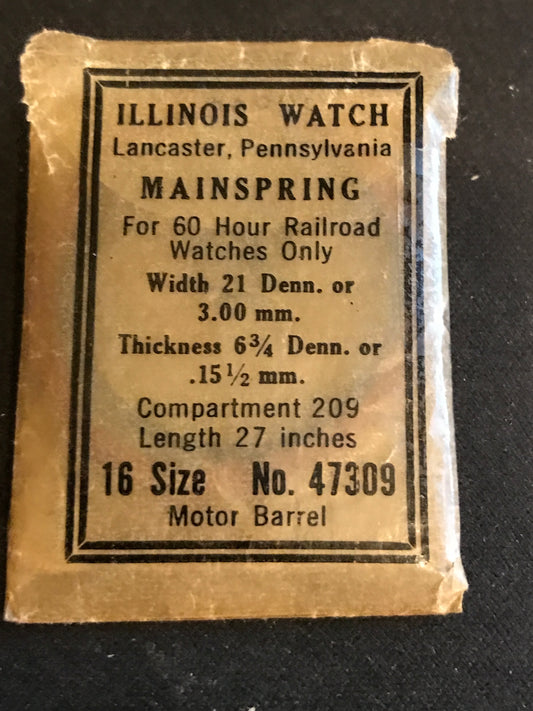 ILLINOIS WATCH
Lancaster, Pennsylvania
MAINSPRING
For 60 Hour Railroad
Watches Only
Width 21 Denn. or
3.00 mm.
Thickness 6¾ Denn. or
.15½ mm.
Compartment 209
Length 27 inches
16 Size No. 47309
Motor Barrel